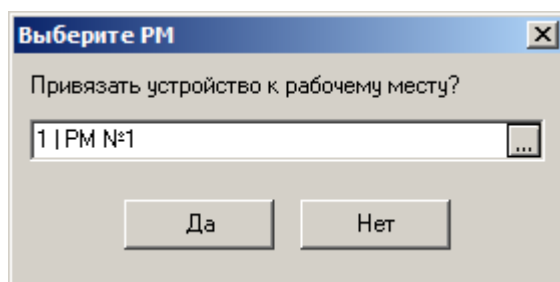 Выберите РМ
Привязать устройство к рабочему месту?
1 | РМ №1
...
Да Нет